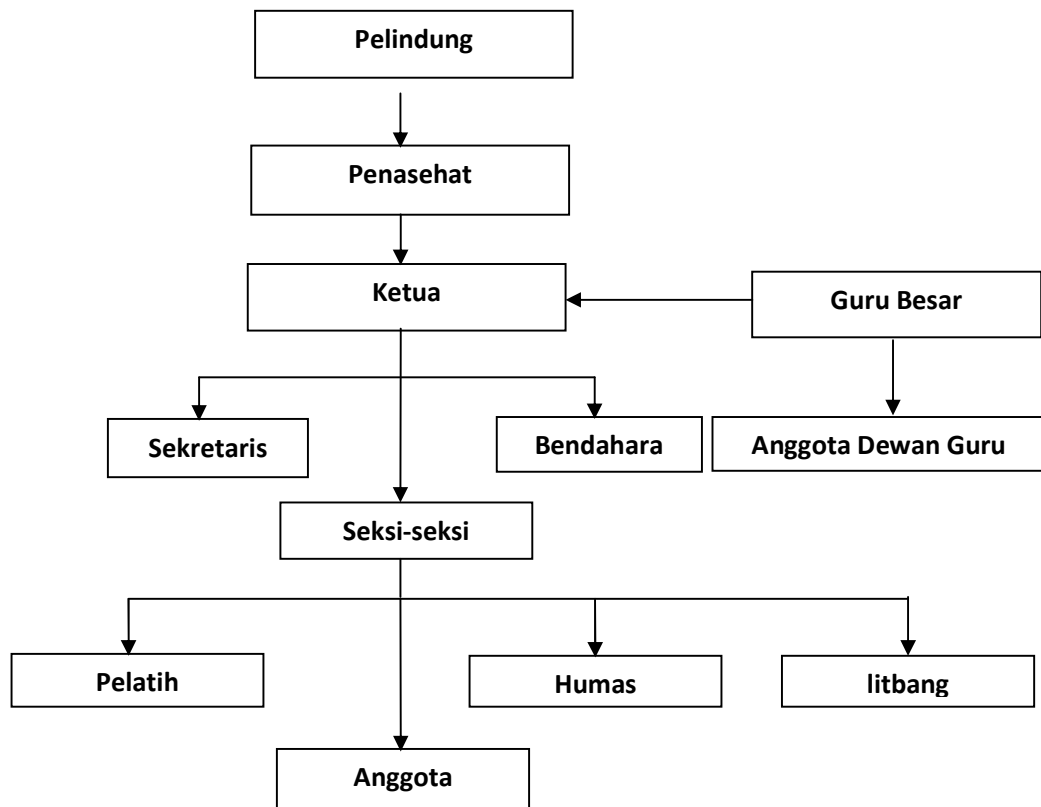 Pelindung
Penasehat
Ketua
Guru Besar
Sekretaris
Bendahara
Anggota Dewan Guru
Seksi-seksi
Pelatih
Humas
litbang
Anggota